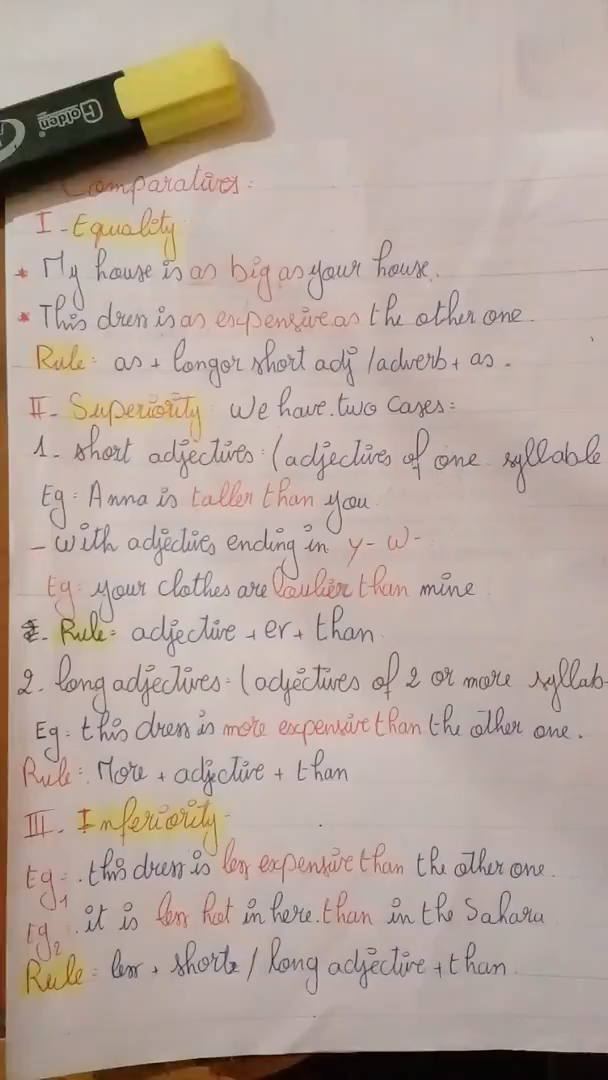 Golden
Comparatives:
I - Equality
* My house is as big as your house.
* This dress is as expensive as the other one.
Rule: as + long or short adj / adverb + as.
II- Superiority: We have two cases:
1- short adjectives: (adjectives of one syllable
Eg: Anna is taller than you
- With adjectives ending in y- w-
Eg: your clothes are than mine
Rule: adjective + er + than
2. long adjectives: (adjectives of 2 or more syllab-
Eg: this dress is more expensive than the other one.
Rule: More + adjective + than
III- Inferiority
Eg1: this dress is less expensive than the other one.
Eg2: it is less hot in here than in the Sahara
Rule: less + short / long adjective + than